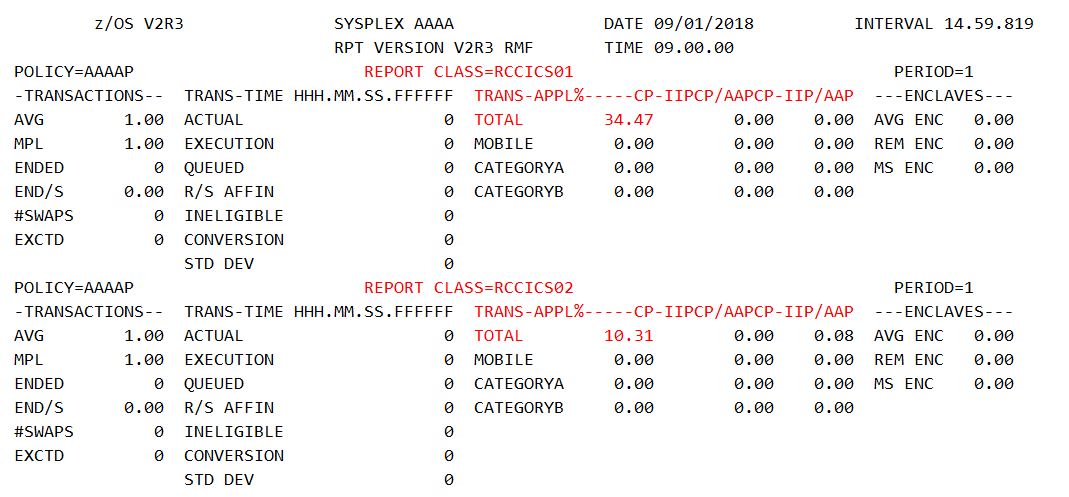 z/OS V2R3 SYSPLEX AAAA DATE 09/01/2018 INTERVAL 14.59.819
RPT VERSION V2R3 RMF TIME 09.00.00
POLICY=AAAAP REPORT CLASS=RCCICS01 PERIOD=1
-TRANSACTIONS-- TRANS-TIME HHH.MM.SS.FFFFFF TRANS-APPL%-----CP-IIPCP/AAPCP-IIP/AAP ---ENCLAVES---
AVG 1.00 ACTUAL 0 TOTAL 34.47 0.00 0.00 AVG ENC 0.00
MPL 1.00 EXECUTION 0 MOBILE 0.00 0.00 0.00 REM ENC 0.00
ENDED 0 QUEUED 0 CATEGORYA 0.00 0.00 0.00 MS ENC 0.00
END/S 0.00 R/S AFFIN 0 CATEGORYB 0.00 0.00 0.00
#SWAPS 0 INELIGIBLE 0
EXCTD 0 CONVERSION 0
STD DEV 0
POLICY=AAAAP REPORT CLASS=RCCICS02 PERIOD=1
-TRANSACTIONS-- TRANS-TIME HHH.MM.SS.FFFFFF TRANS-APPL%-----CP-IIPCP/AAPCP-IIP/AAP ---ENCLAVES---
AVG 1.00 ACTUAL 0 TOTAL 10.31 0.00 0.08 AVG ENC 0.00
MPL 1.00 EXECUTION 0 MOBILE 0.00 0.00 0.00 REM ENC 0.00
ENDED 0 QUEUED 0 CATEGORYA 0.00 0.00 0.00 MS ENC 0.00
END/S 0.00 R/S AFFIN 0 CATEGORYB 0.00 0.00 0.00
#SWAPS 0 INELIGIBLE 0
EXCTD 0 CONVERSION 0
STD DEV 0